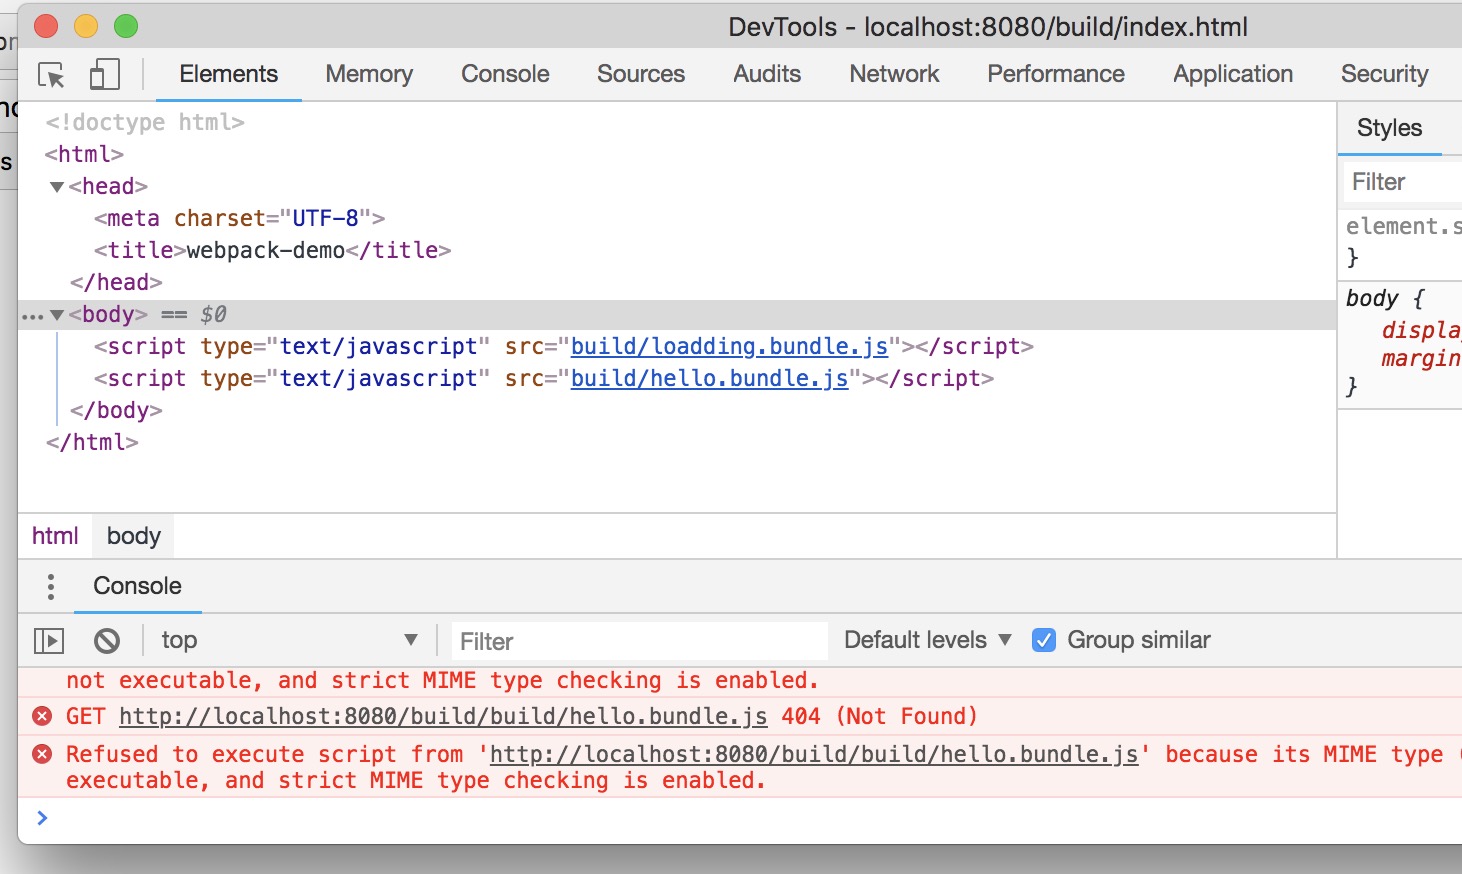 DevTools - localhost:8080/build/index.html
Elements Memory Console Sources Audits Network Performance Application Security
<!doctype html>
<html>
▼<head>
<meta charset="UTF-8">
<title>webpack-demo</title>
</head>
…▼<body> == $0
<script type="text/javascript" src="build/loadding.bundle.js"></script>
<script type="text/javascript" src="build/hello.bundle.js"></script>
</body>
</html>
html body
Styles
Filter
element.s
}
body {
displa
margin
}
Console
top ▼ Filter Default levels ▼ Group similar
not executable, and strict MIME type checking is enabled.
GET http://localhost:8080/build/build/hello.bundle.js 404 (Not Found)
Refused to execute script from 'http://localhost:8080/build/build/hello.bundle.js' because its MIME type
executable, and strict MIME type checking is enabled.
>